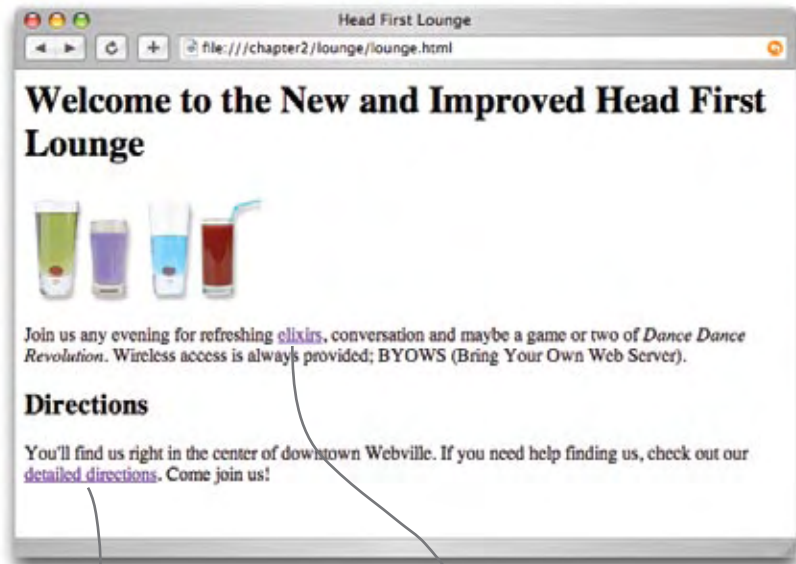 Head First Lounge
file:///chapter2/lounge/lounge.html
Welcome to the New and Improved Head First
Lounge
Join us any evening for refreshing elixirs, conversation and maybe a game or two of Dance Dance
Revolution. Wireless access is always provided; BYOWS (Bring Your Own Web Server).
Directions
You'll find us right in the center of downtown Webville. If you need help finding us, check out our
detailed directions. Come join us!